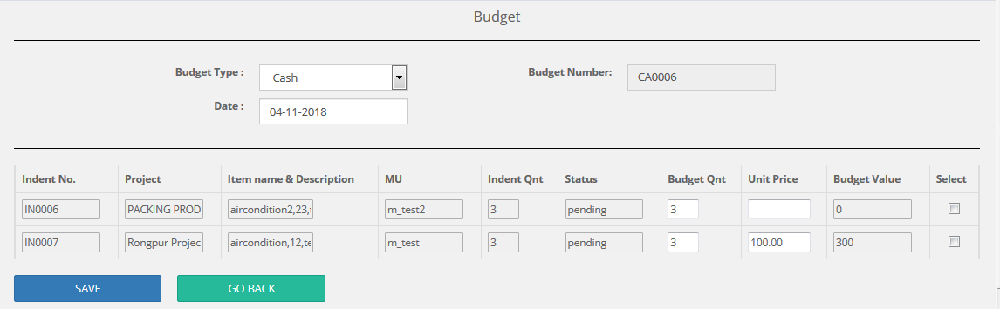 Budget
Budget Type : Cash Budget Number: CA0006
Date : 04-11-2018
Indent No. Project Item name & Description MU Indent Qnt Status Budget Qnt Unit Price Budget Value Select
IN0006 PACKING PROD aircondition2,23, m_test2 3 pending 3 0
IN0007 Rongpur Projec aircondition,12,te m_test 3 pending 3 100.00 300
SAVE GO BACK